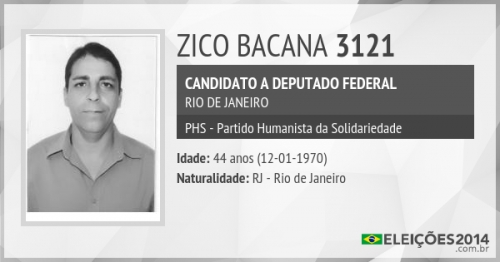 ZICO BACANA 3121
CANDIDATO A DEPUTADO FEDERAL
RIO DE JANEIRO
PHS - Partido Humanista da Solidariedade
Idade: 44 anos (12-01-1970)
Naturalidade: RJ - Rio de Janeiro
ELEIÇÕES2014
.com.br